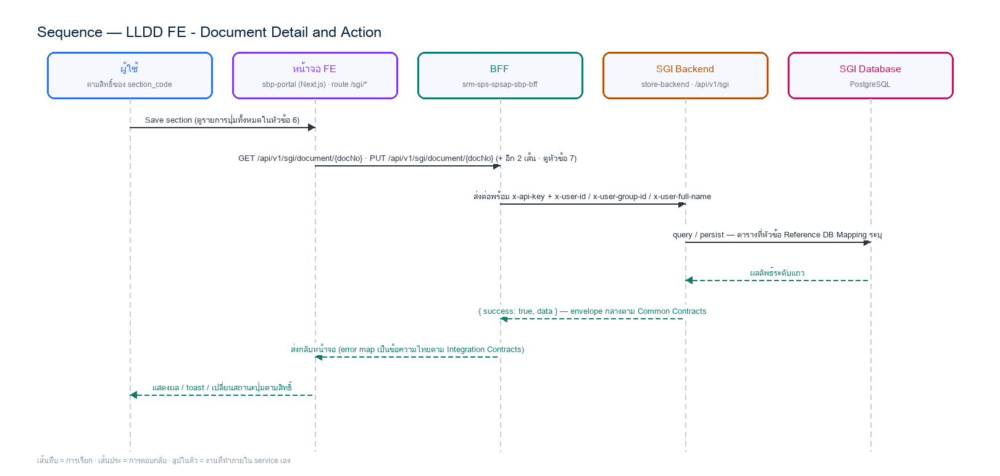 Sequence — LLDD FE - Document Detail and Action
ผู้ใช้
ตามสิทธิ์ของ section_code
หน้าจอ FE
sbp-portal (Next.js) · route /sgi/*
BFF
srm-sps-spsap-sbp-bff
SGI Backend
store-backend · /api/v1/sgi
SGI Database
PostgreSQL
Save section (ดูรายการปุ่มทั้งหมดในหัวข้อ 6)
GET /api/v1/sgi/document/{docNo} · PUT /api/v1/sgi/document/{docNo} (+ อีก 2 เส้น · ดูหัวข้อ 7)
ส่งต่อพร้อม x-api-key + x-user-id / x-user-group-id / x-user-full-name
query / persist — ตารางที่หัวข้อ Reference DB Mapping ระบุ
ผลลัพธ์ระดับแถว
{ success: true, data } — envelope กลางตาม Common Contracts
ส่งกลับหน้าจอ (error map เป็นข้อความไทยตาม Integration Contracts)
แสดงผล / toast / เปลี่ยนสถานะปุ่มตามสิทธิ์
เส้นทึบ = การเรียก · เส้นประ = การตอบกลับ · ลูปในตัว = งานที่ทำภายใน service เอง